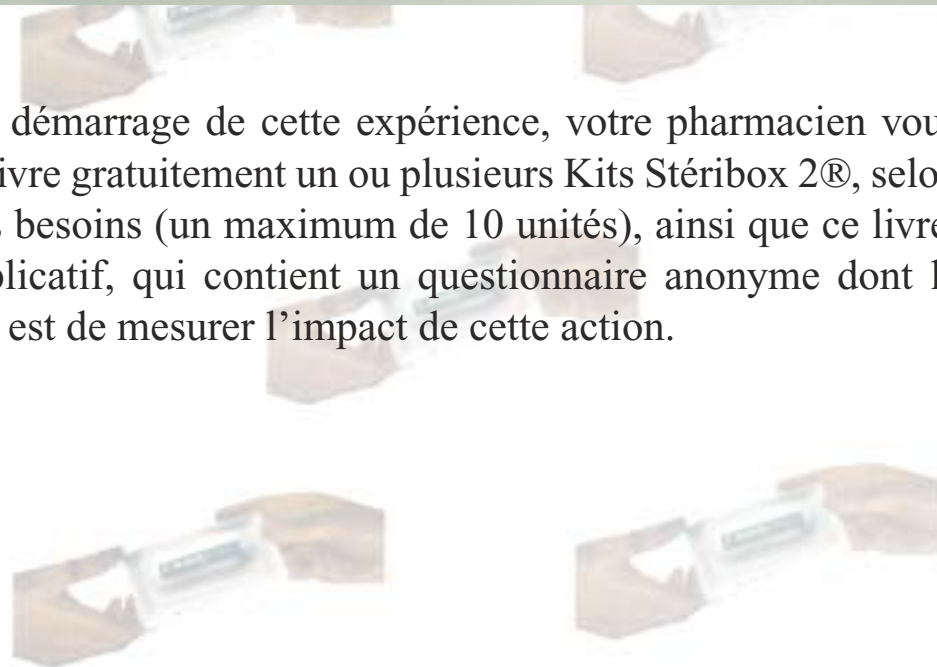 démarrage de cette expérience, votre pharmacien vou
ivre gratuitement un ou plusieurs Kits Stéribox 2®, selo
s besoins (un maximum de 10 unités), ainsi que ce livre
plicatif, qui contient un questionnaire anonyme dont l
est de mesurer l’impact de cette action.